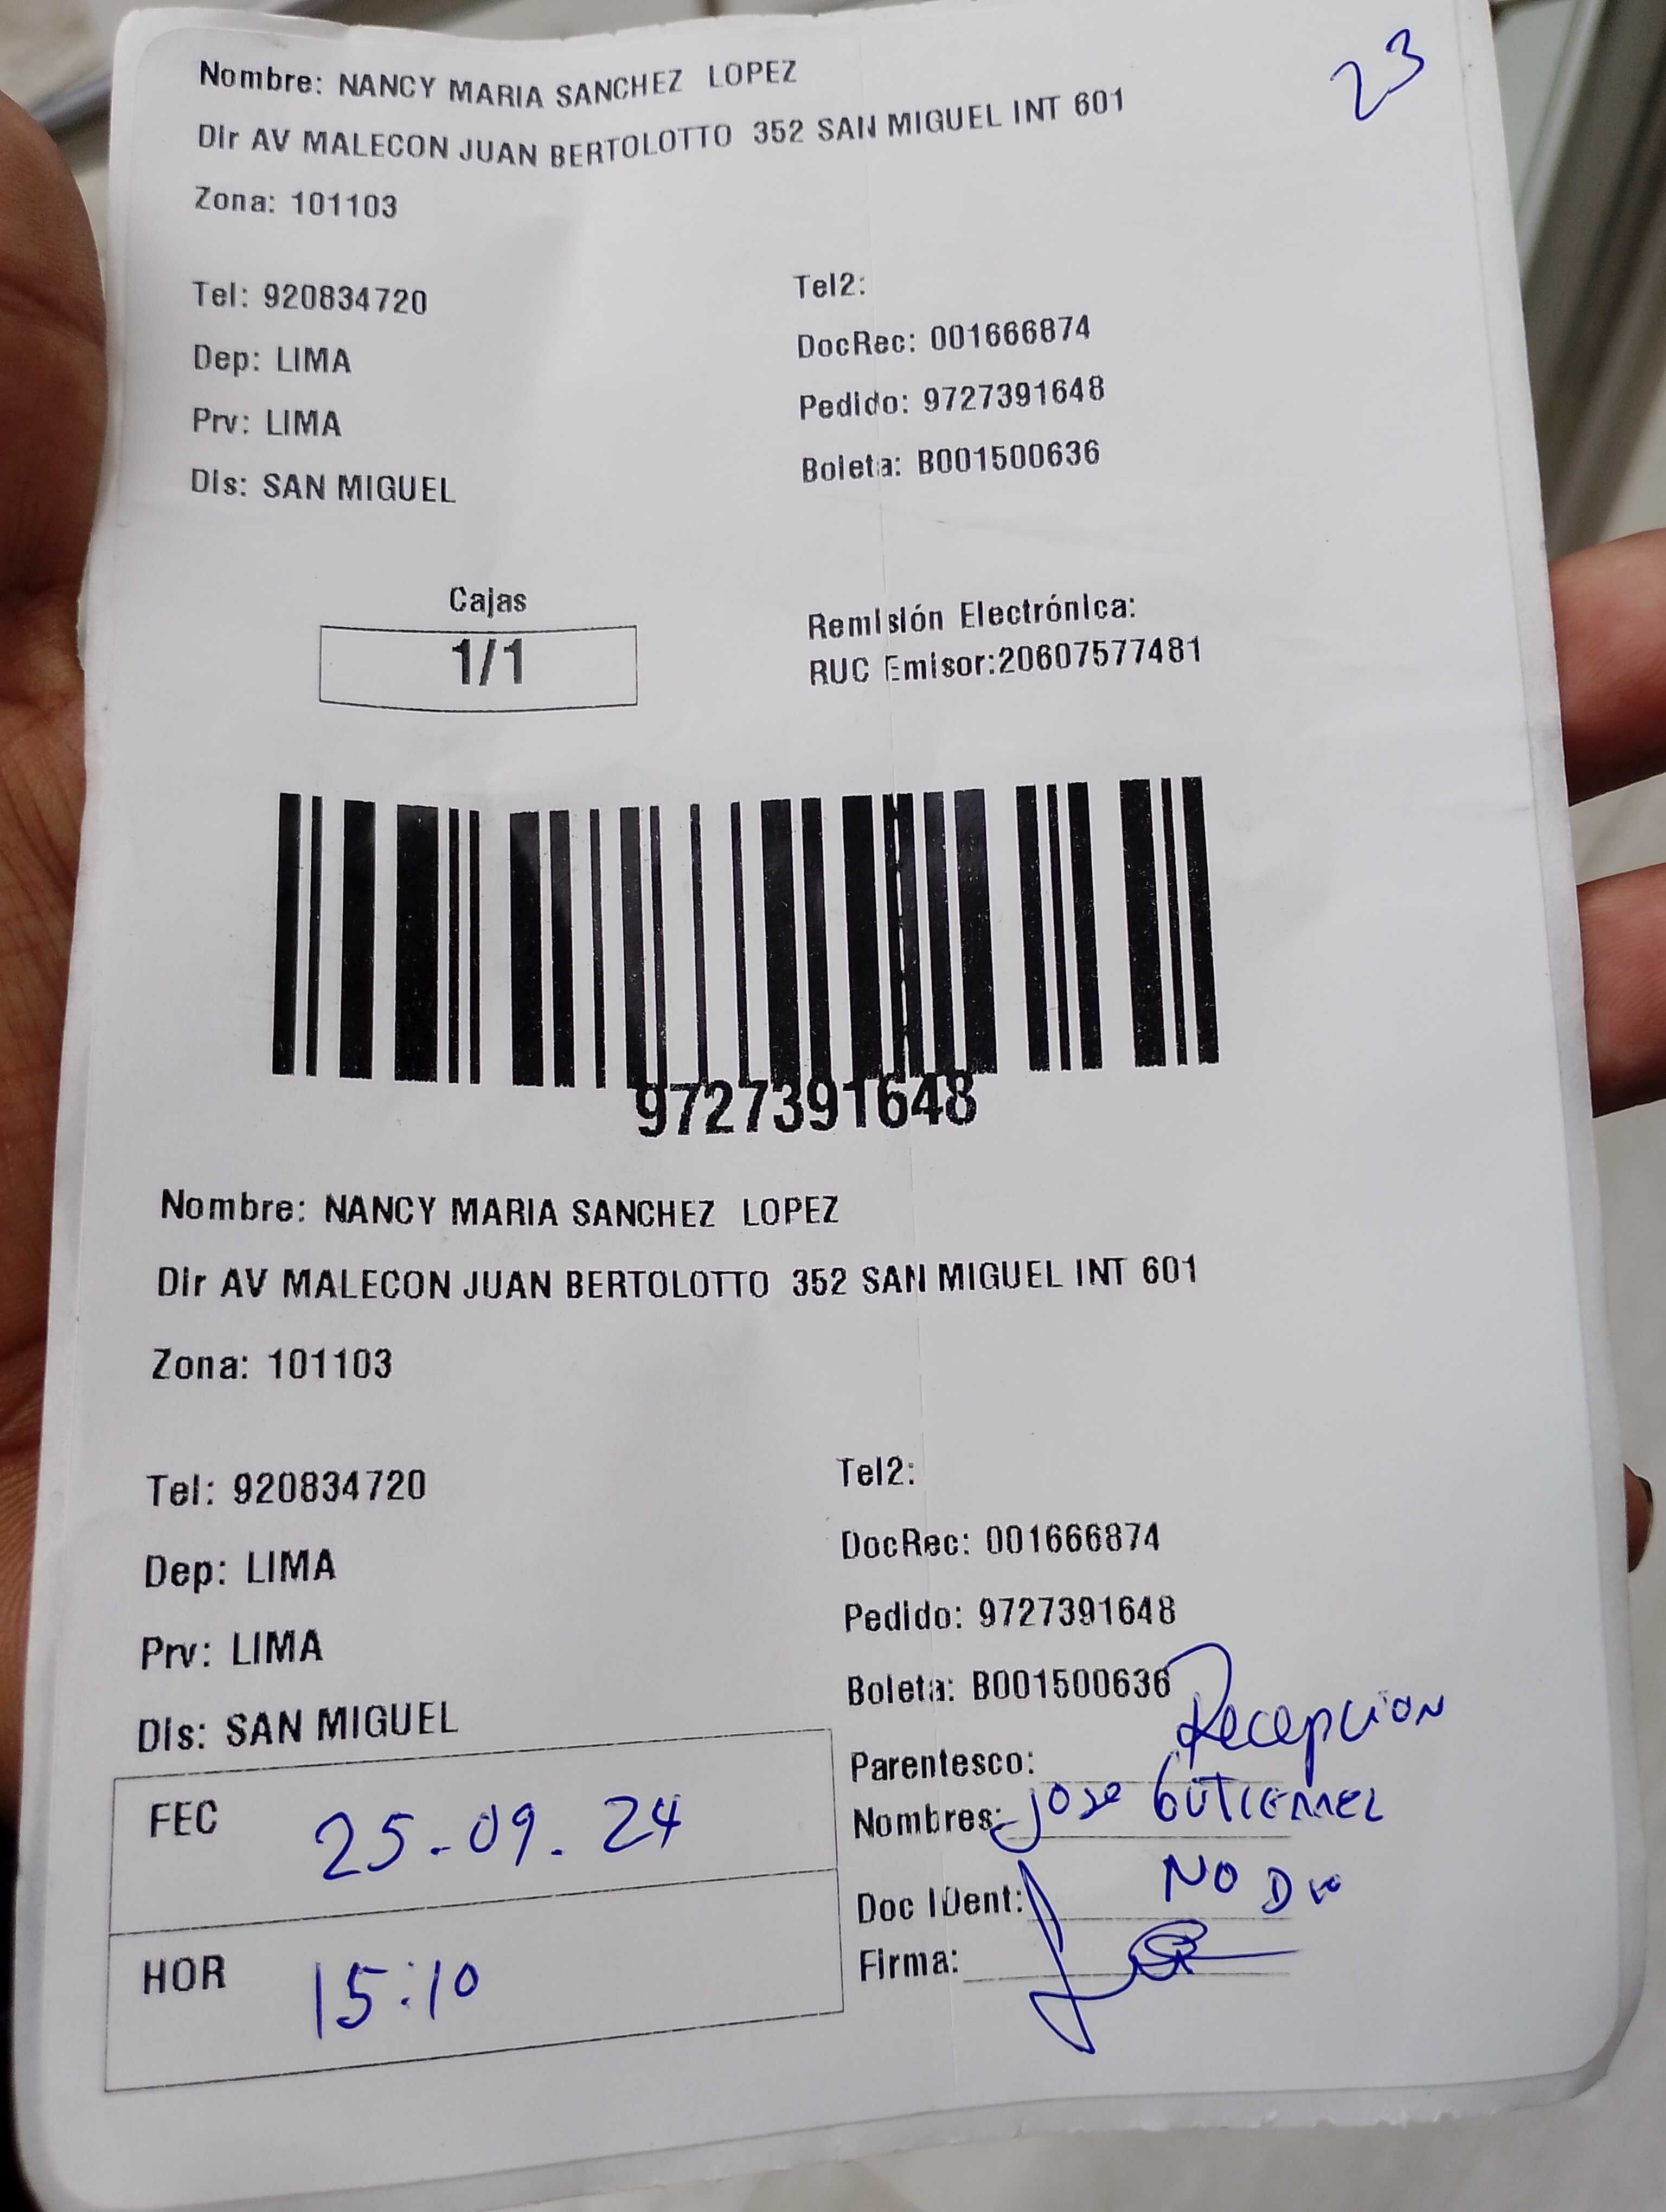 23
Nombre: NANCY MARIA SANCHEZ LOPEZ
Dir AV MALECON JUAN BERTOLOTTO 352 SAN MIGUEL INT 601
Zona: 101103
Tel: 920834720
Tel2:
Dep: LIMA
DocRec: 001666874
Prv: LIMA
Pedido: 9727391648
Dis: SAN MIGUEL
Boleta: B001500636
Cajas
1/1
Remisión Electrónica:
RUC Emisor:20607577481
9727391648
Nombre: NANCY MARIA SANCHEZ LOPEZ
Dir AV MALECON JUAN BERTOLOTTO 352 SAN MIGUEL INT 601
Zona: 101103
Tel: 920834720
Tel2:
Dep: LIMA
DocRec: 001666874
Prv: LIMA
Pedido: 9727391648
Dis: SAN MIGUEL
Boleta: B001500636
FEC 25-09.24
HOR 15:10
Parentesco: Recepcion
Nombres: Jose GUTIERREZ
Doc IDent: NO Dio
Firma: